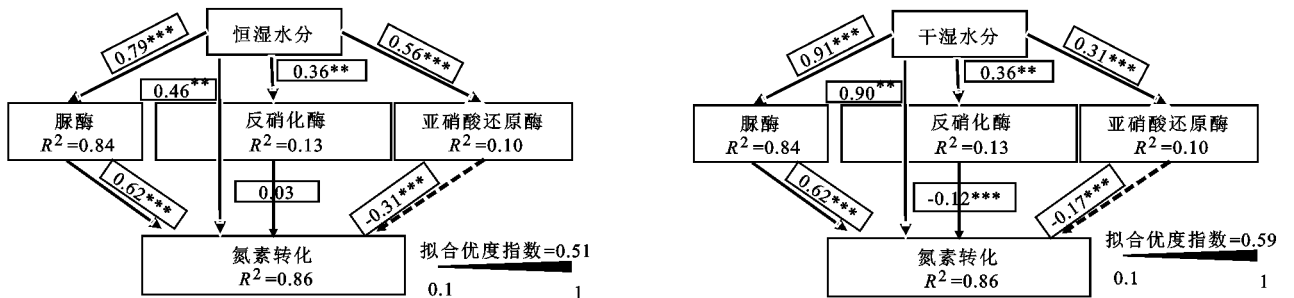 恒湿水分
0.79***
0.56***
0.36**
0.46**
脲酶
R²=0.84
反硝化酶
R²=0.13
亚硝酸还原酶
R²=0.10
0.62***
0.03
-0.31***
氮素转化
R²=0.86
拟合优度指数=0.51
0.1
1
干湿水分
0.91***
0.31***
0.36**
0.90**
脲酶
R²=0.84
反硝化酶
R²=0.13
亚硝酸还原酶
R²=0.10
0.62***
-0.12***
-0.17***
氮素转化
R²=0.86
拟合优度指数=0.59
0.1
1